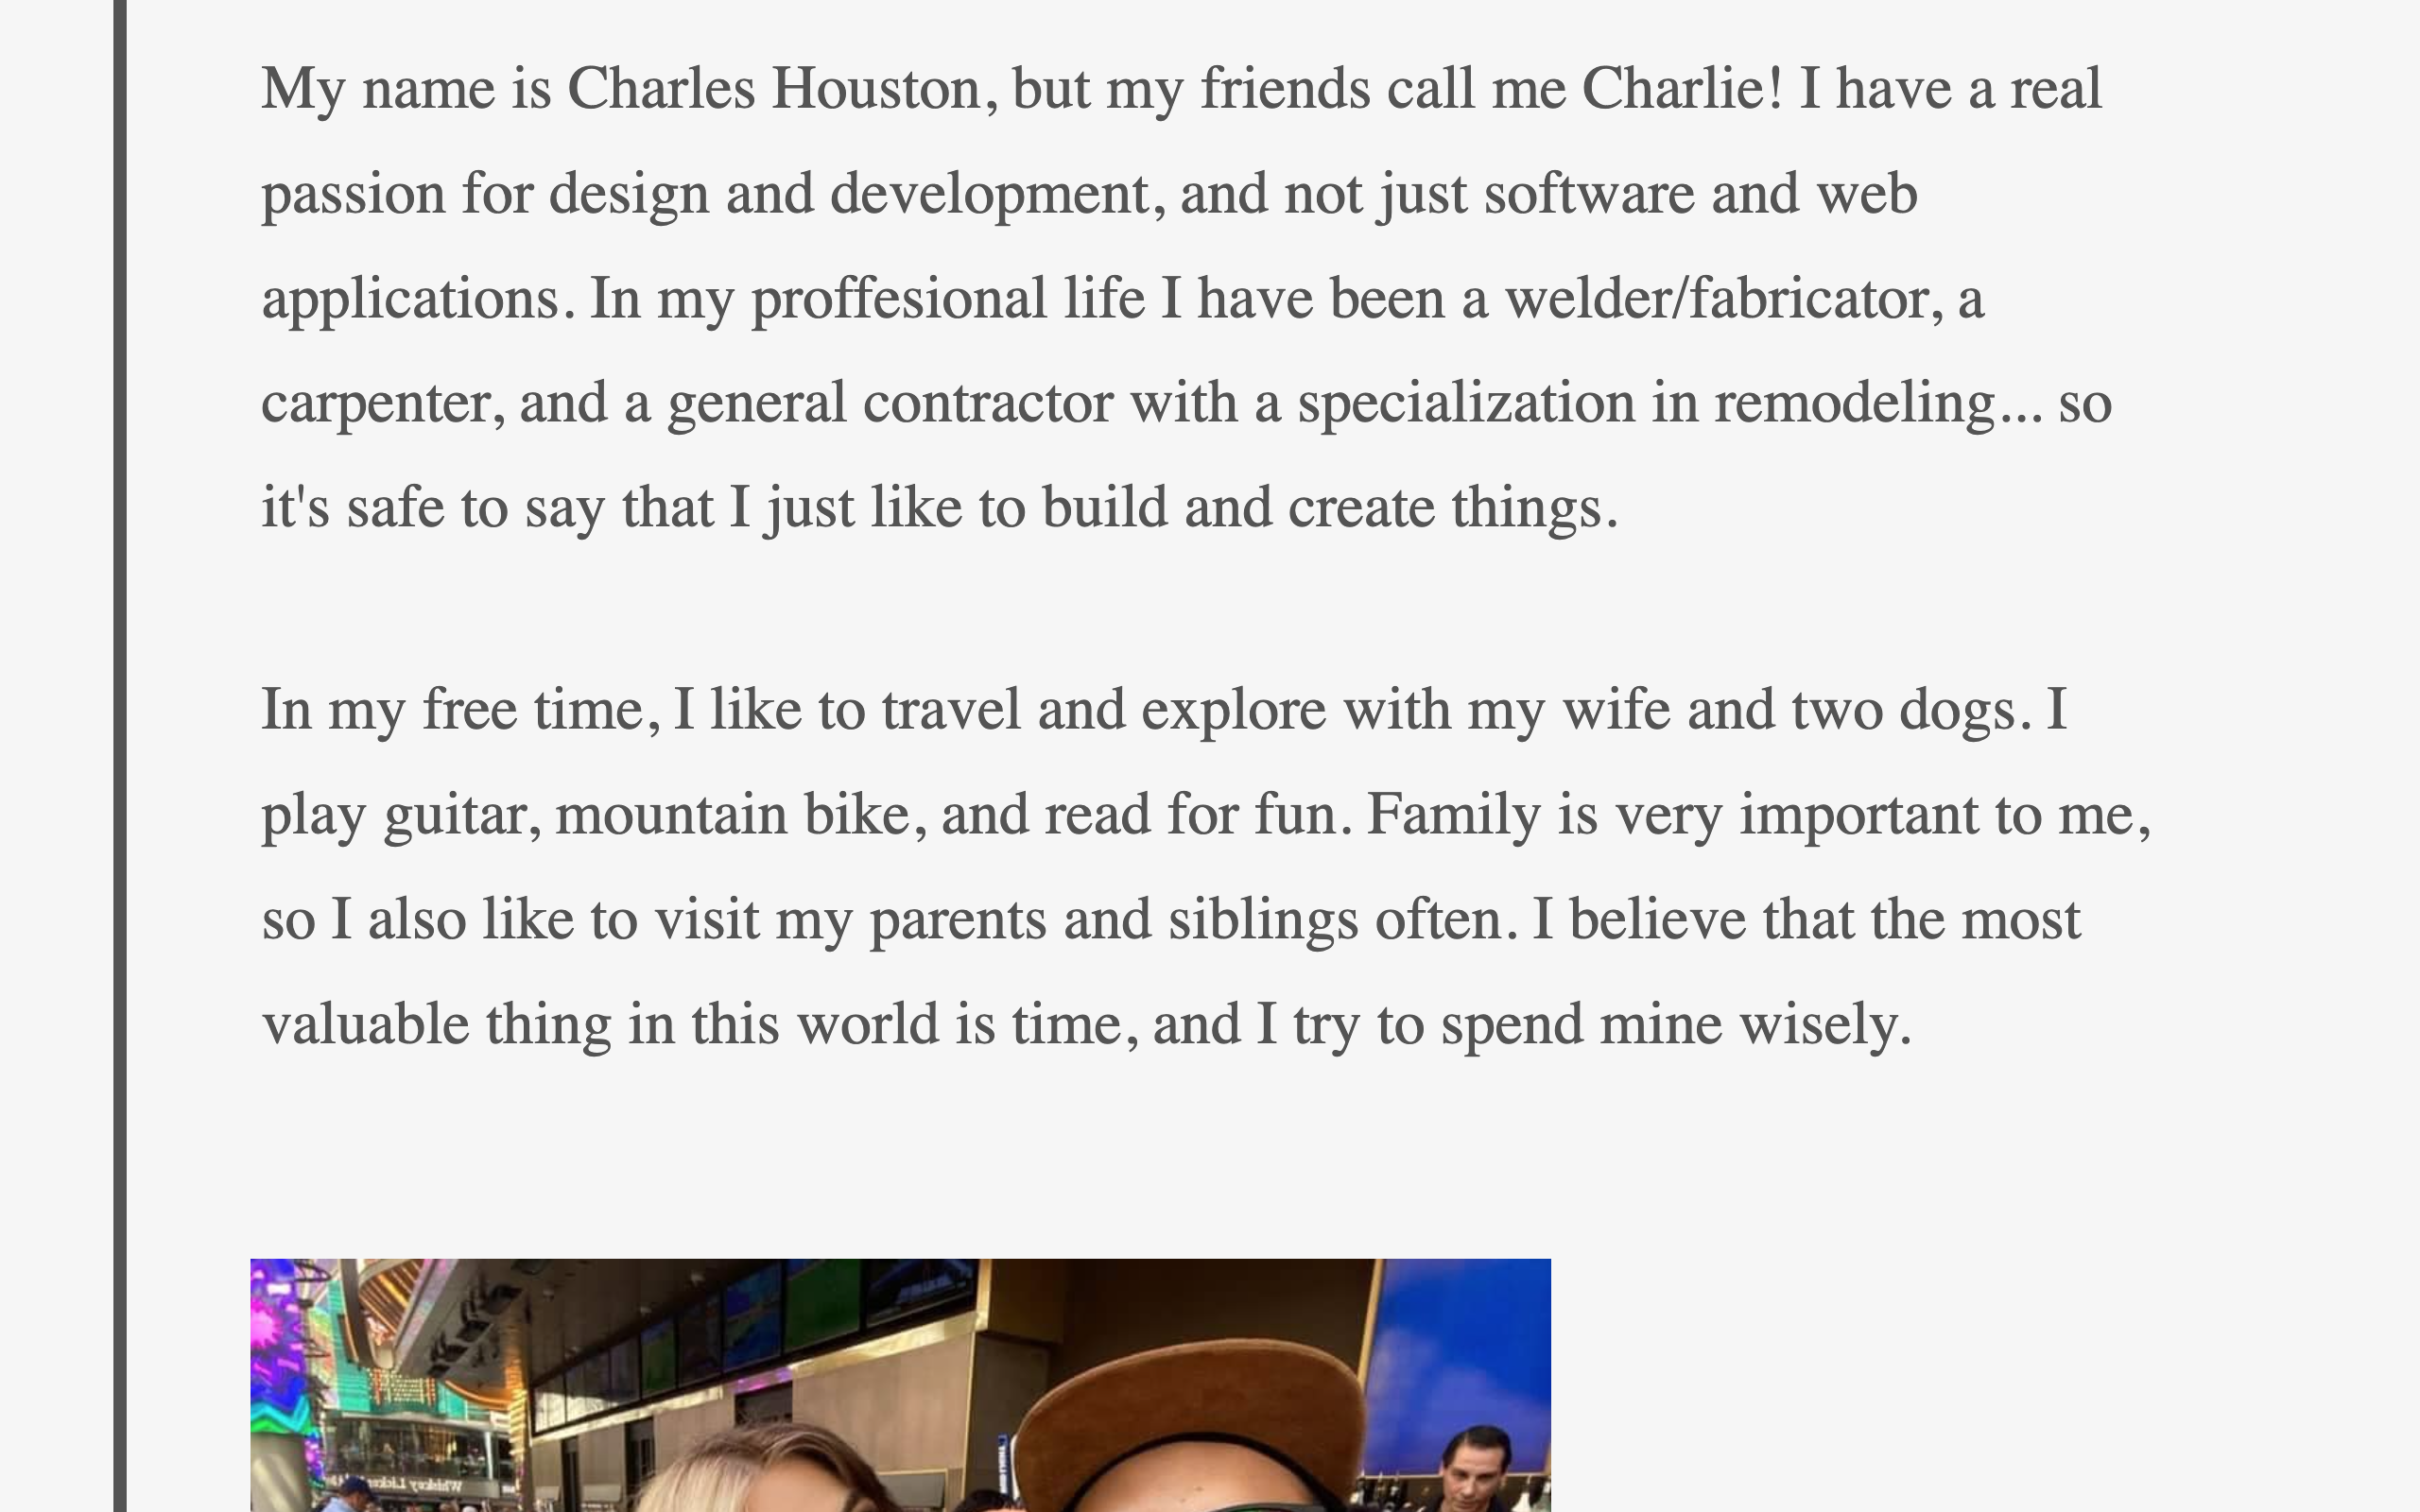 My name is Charles Houston, but my friends call me Charlie! I have a real
passion for design and development, and not just software and web
applications. In my proffesional life I have been a welder/fabricator, a
carpenter, and a general contractor with a specialization in remodeling... so
it's safe to say that I just like to build and create things.
In my free time, I like to travel and explore with my wife and two dogs. I
play guitar, mountain bike, and read for fun. Family is very important to me,
so I also like to visit my parents and siblings often. I believe that the most
valuable thing in this world is time, and I try to spend mine wisely.
Whiskey Licker